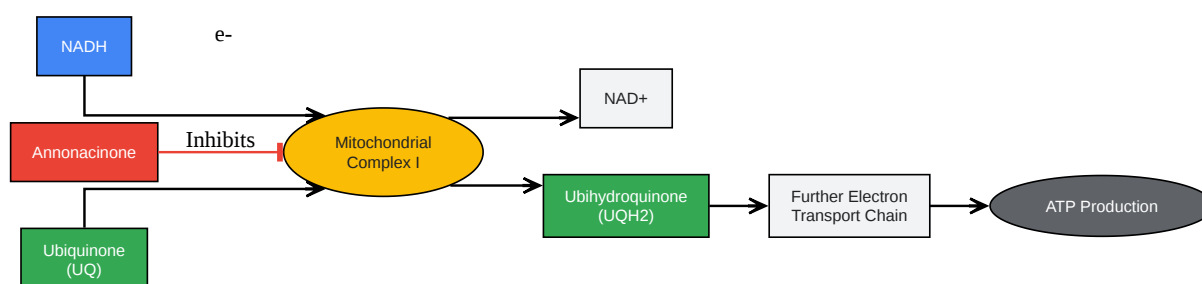 e-
NADH
NAD+
Annonacinone
Inhibits
Mitochondrial
Complex I
Ubiquinone
(UQ)
Ubihydroquinone
(UQH2)
Further Electron
Transport Chain
ATP Production